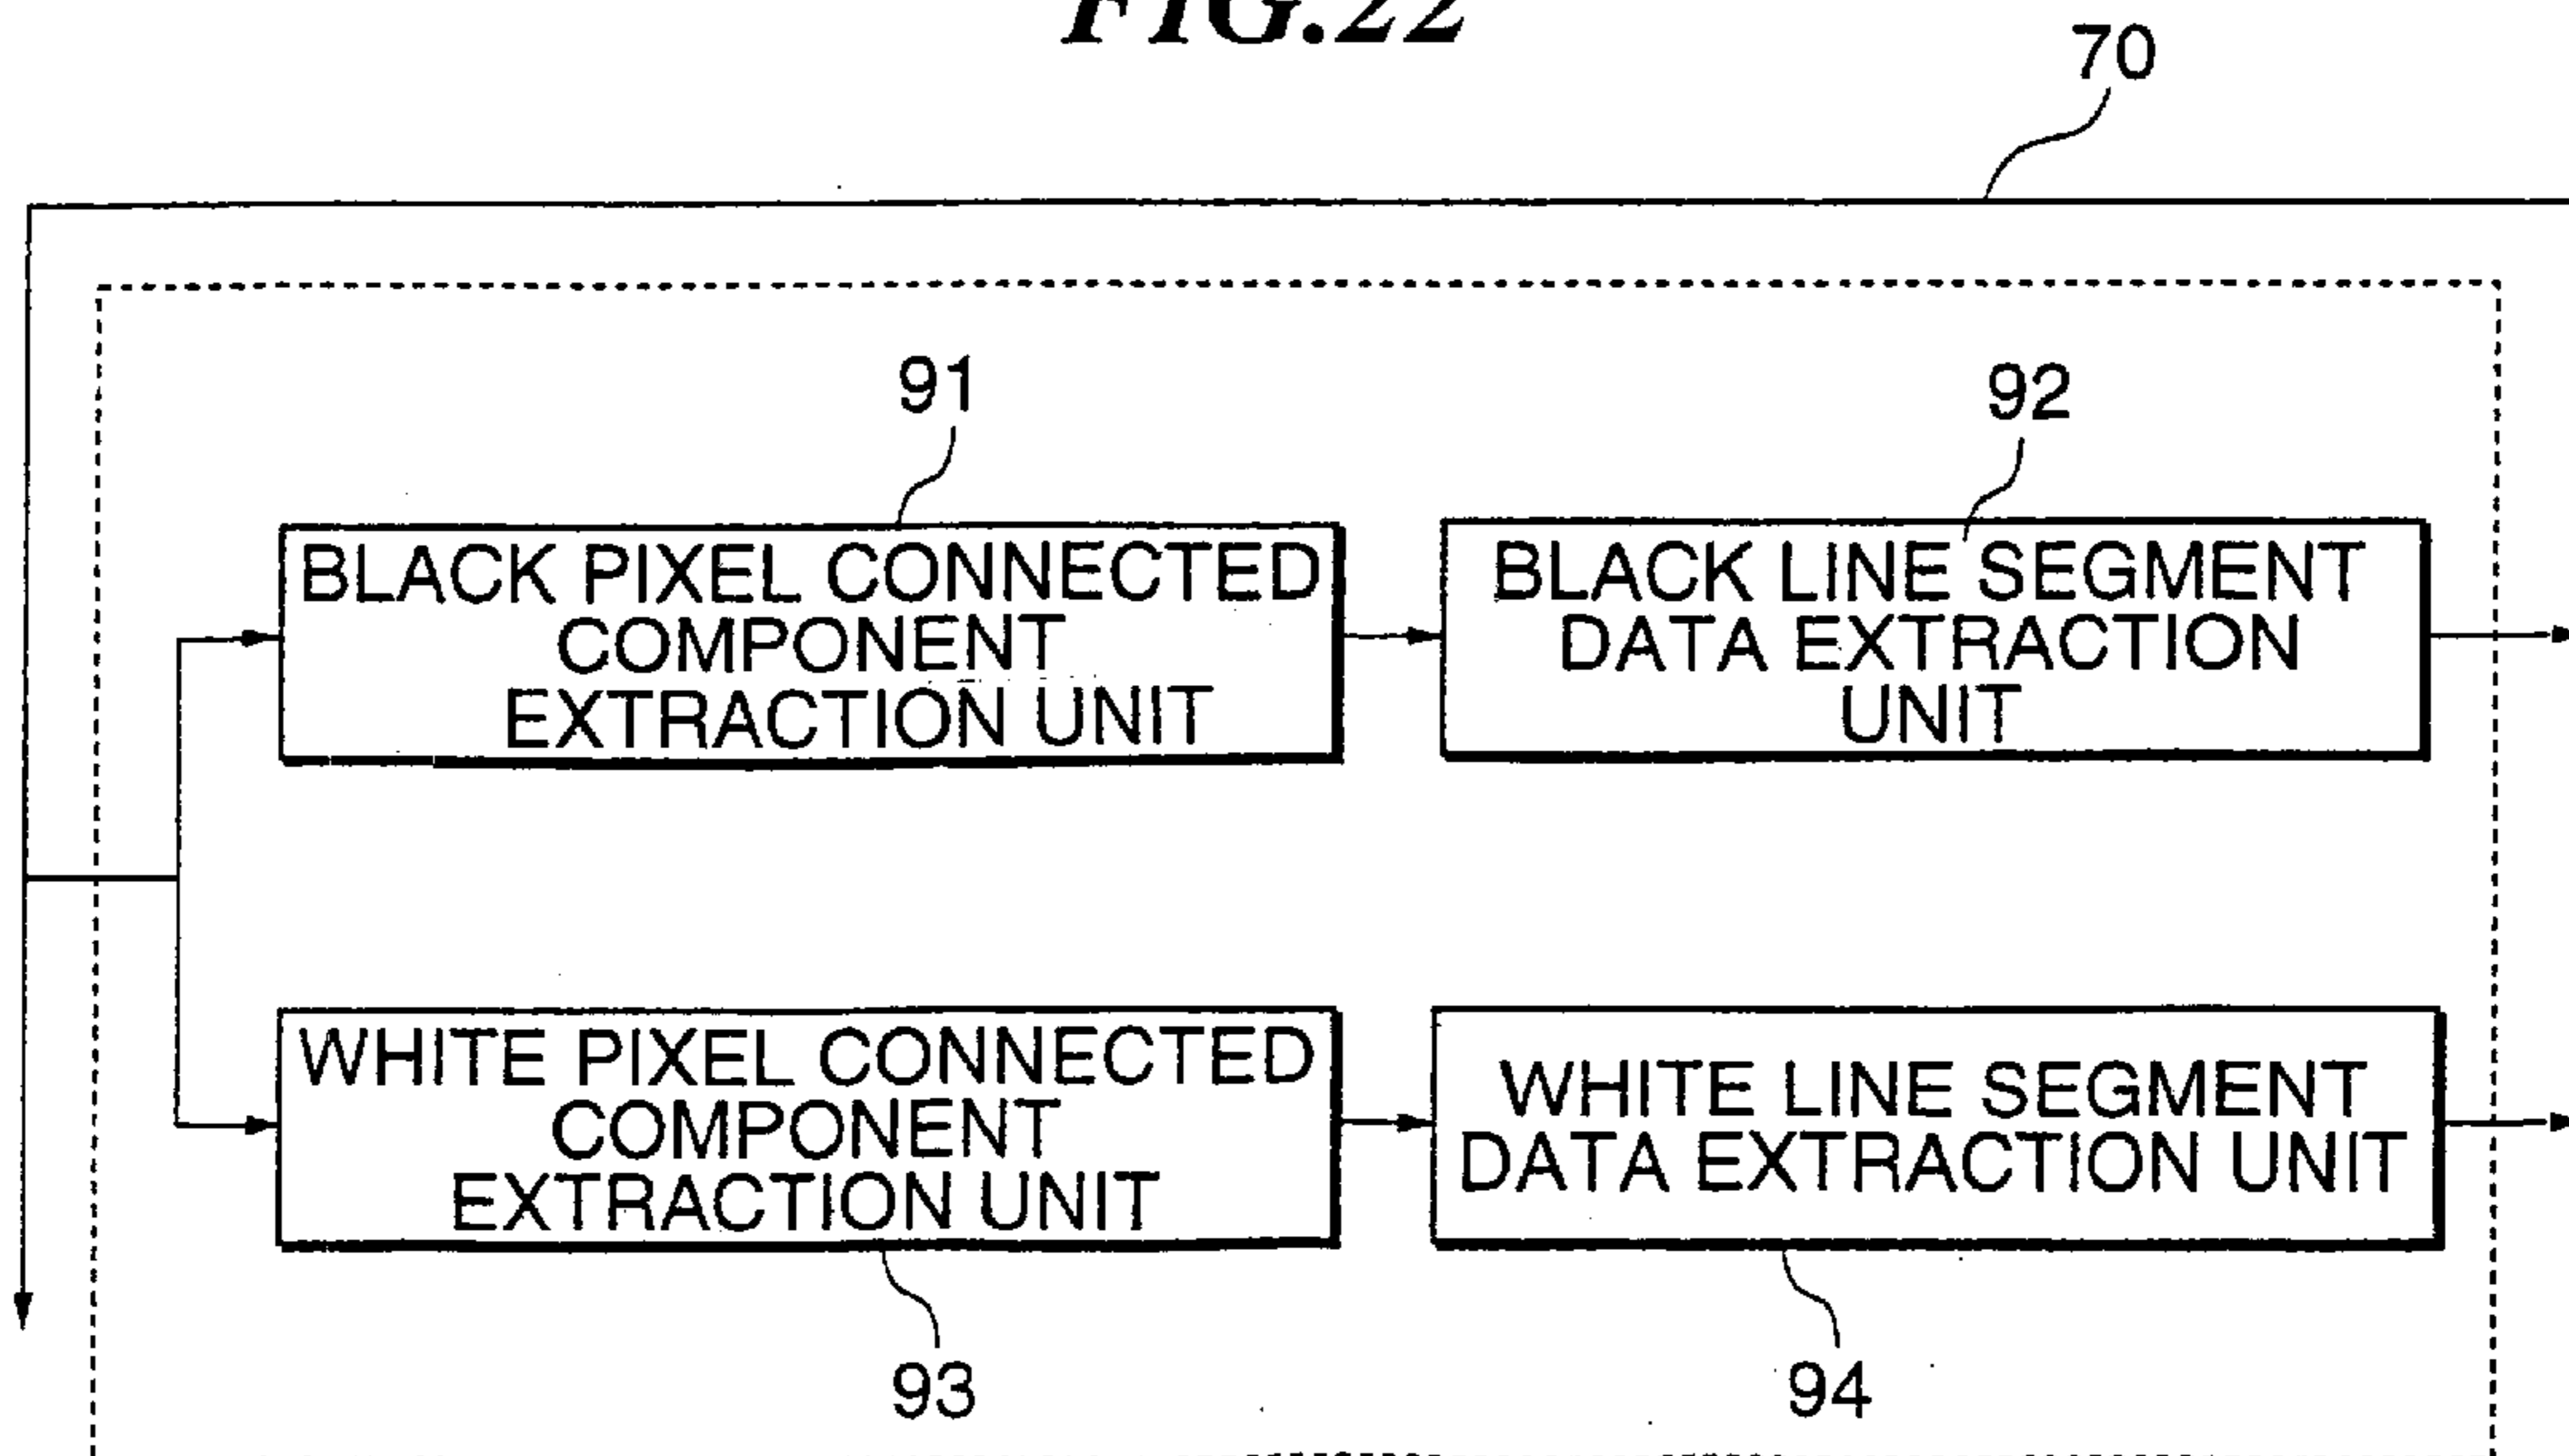 FIG.22
70
91
92
BLACK PIXEL CONNECTED
COMPONENT
EXTRACTION UNIT
BLACK LINE SEGMENT
DATA EXTRACTION
UNIT
WHITE PIXEL CONNECTED
COMPONENT
EXTRACTION UNIT
WHITE LINE SEGMENT
DATA EXTRACTION UNIT
93
94